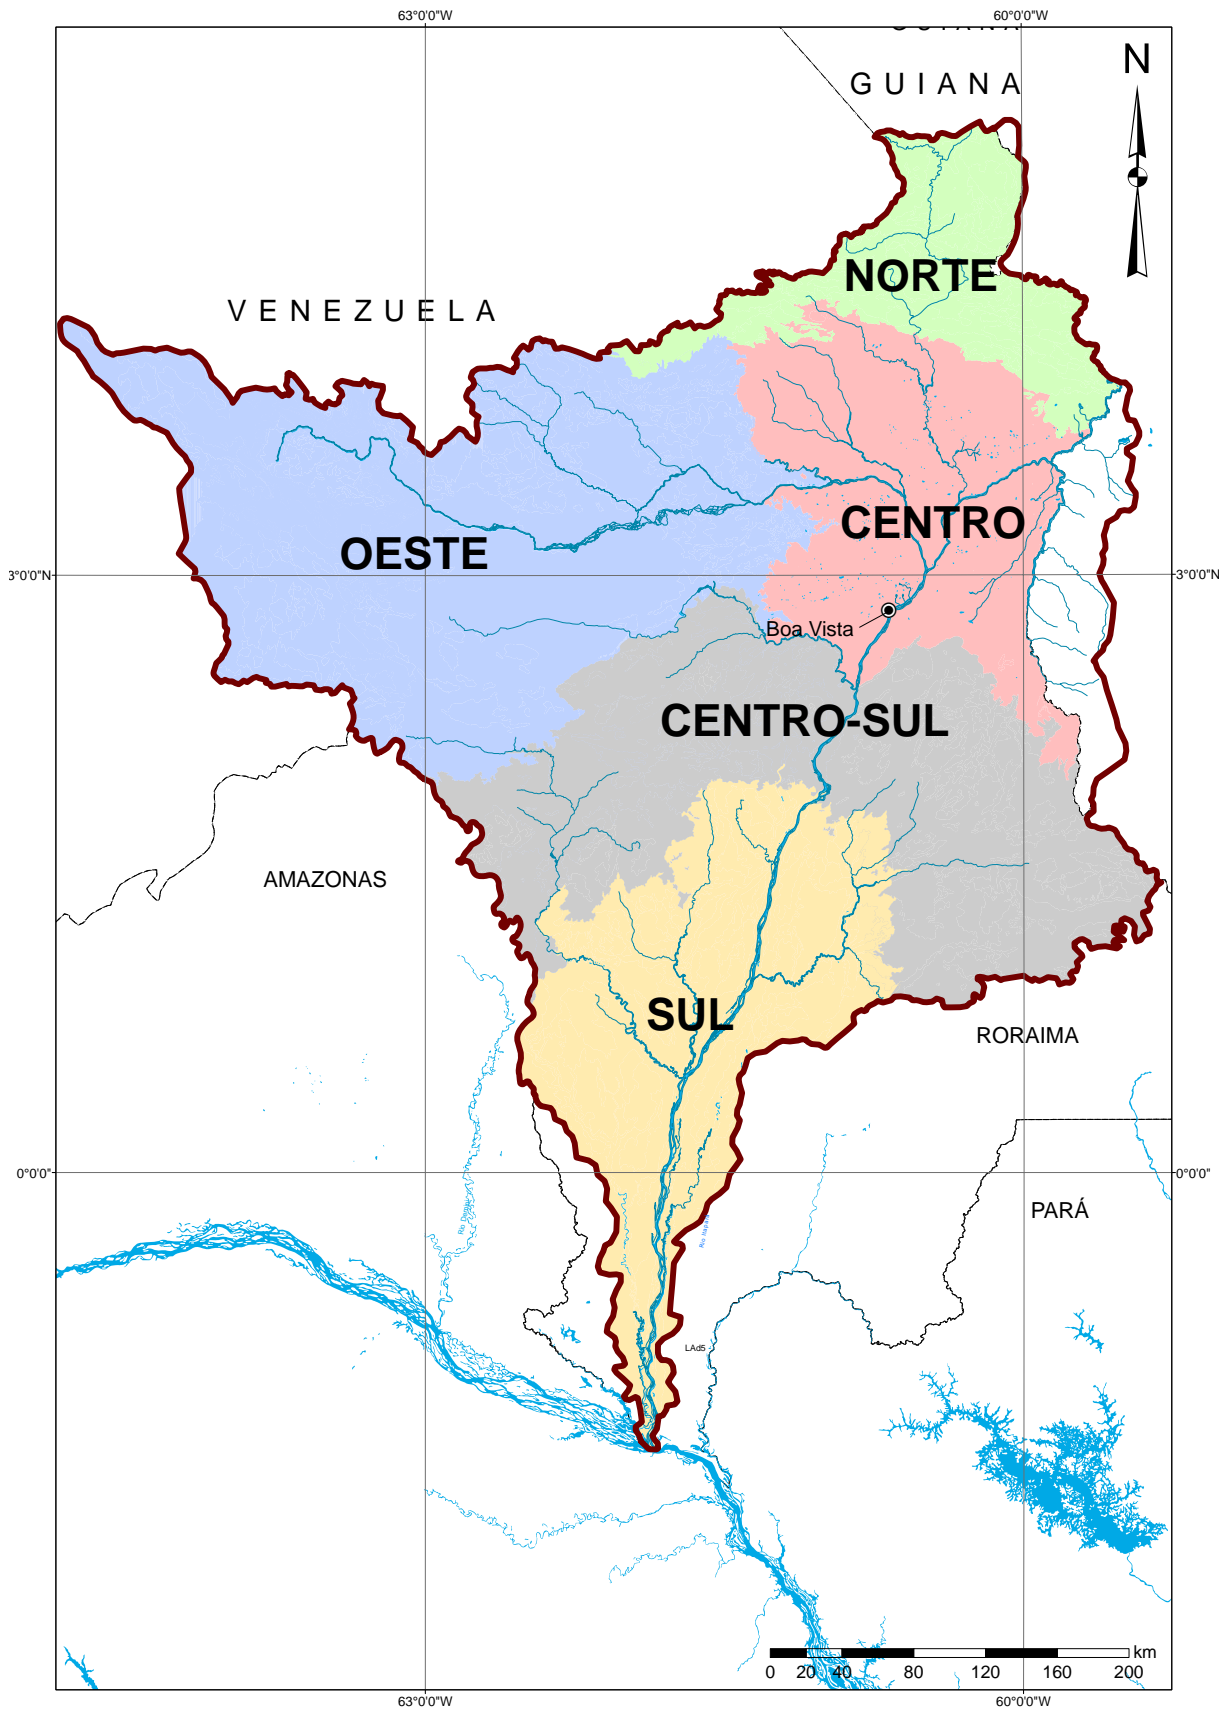 63°0'0"W
60°0'0"W
GUIANA
N
NORTE
VENEZUELA
CENTRO
OESTE
3°0'0"N
3°0'0"N
Boa Vista
CENTRO-SUL
AMAZONAS
SUL
RORAIMA
0°0'0"
0°0'0"
PARÁ
LAd5
km
0 20 40 80 120 160 200
63°0'0"W
60°0'0"W